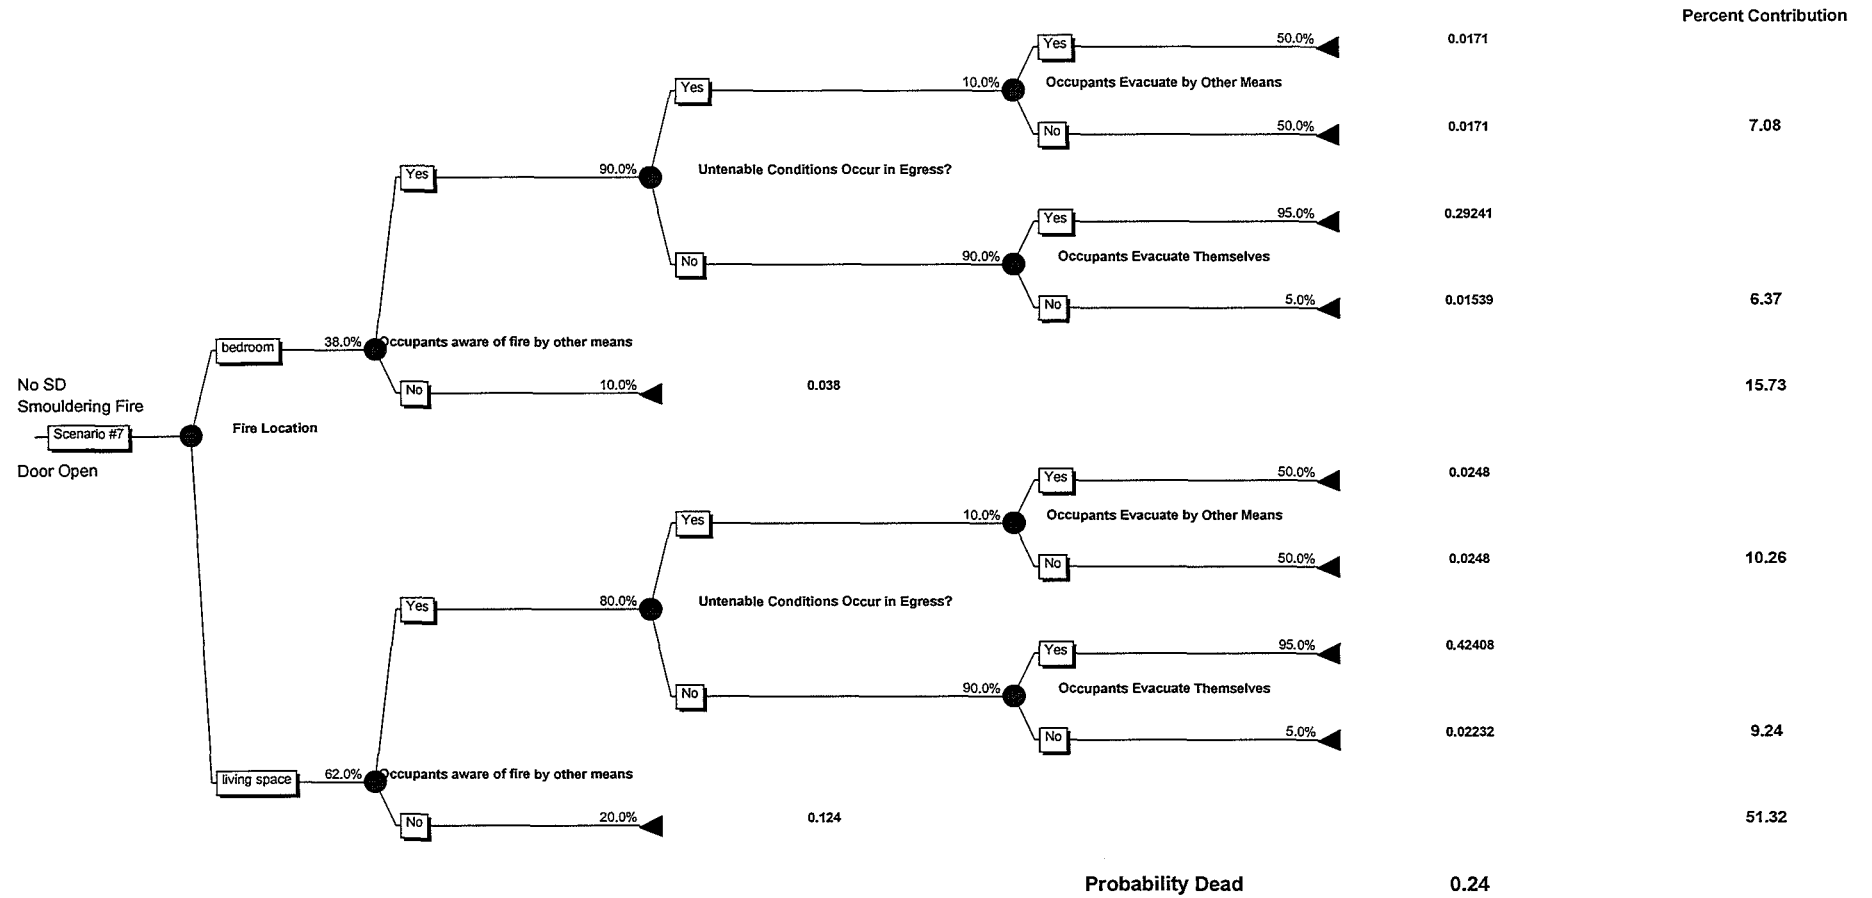 Percent Contribution
Yes 50.0% 0.0171
Yes 10.0% Occupants Evacuate by Other Means
No 50.0% 0.0171 7.08
Yes 90.0% Untenable Conditions Occur in Egress?
Yes 95.0% 0.29241
No 90.0% Occupants Evacuate Themselves
No 5.0% 0.01539 6.37
bedroom 38.0% Occupants aware of fire by other means
No 10.0% 0.038 15.73
No SD
Smouldering Fire
Scenario #7 Fire Location
Door Open
Yes 50.0% 0.0248
Yes 10.0% Occupants Evacuate by Other Means
No 50.0% 0.0248 10.26
Yes 80.0% Untenable Conditions Occur in Egress?
Yes 95.0% 0.42408
No 90.0% Occupants Evacuate Themselves
No 5.0% 0.02232 9.24
living space 62.0% Occupants aware of fire by other means
No 20.0% 0.124 51.32
Probability Dead 0.24